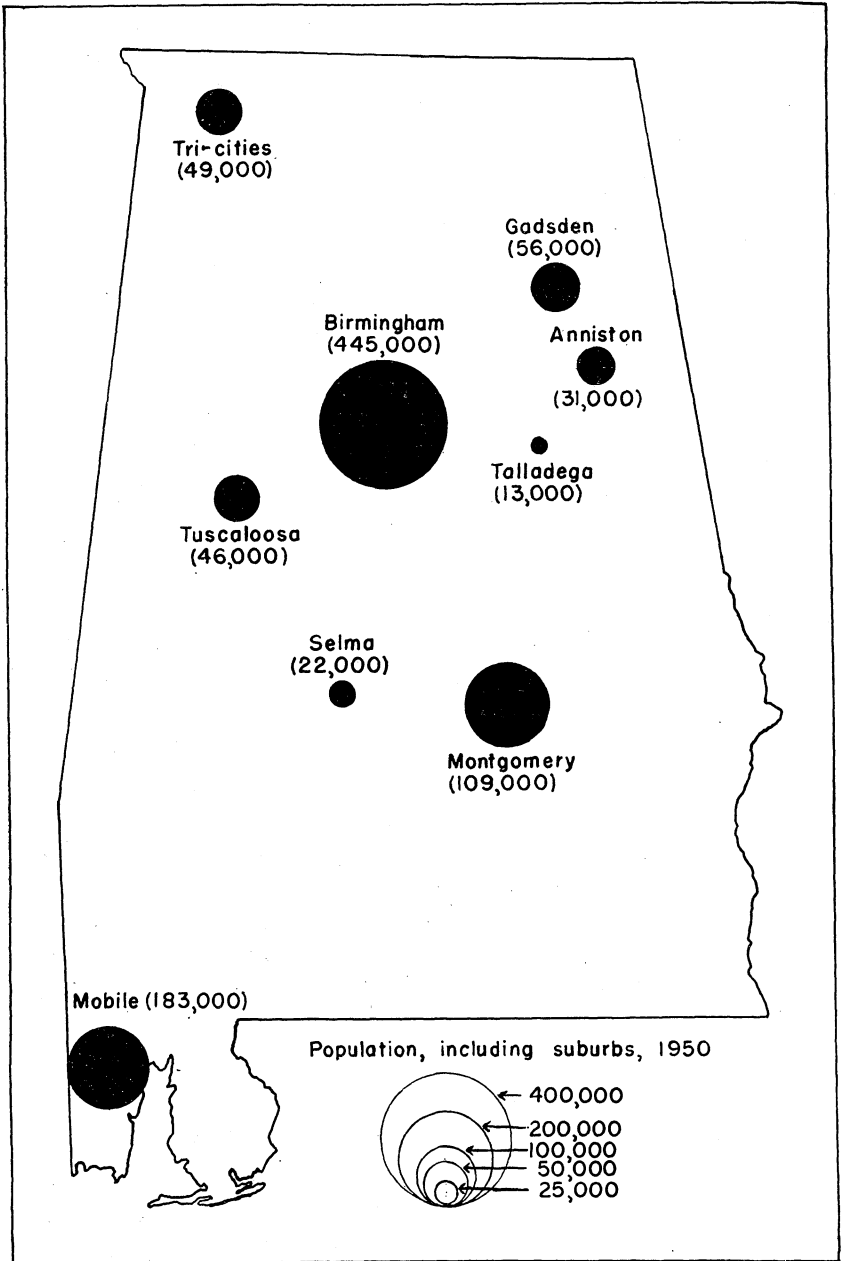 Tri-cities
(49,000)
Gadsden
(56,000)
Birmingham
(445,000)
Anniston
(31,000)
Talladega
(13,000)
Tuscaloosa
(46,000)
Selma
(22,000)
Montgomery
(109,000)
Mobile (183,000)
Population, including suburbs, 1950
400,000
200,000
100,000
50,000
25,000